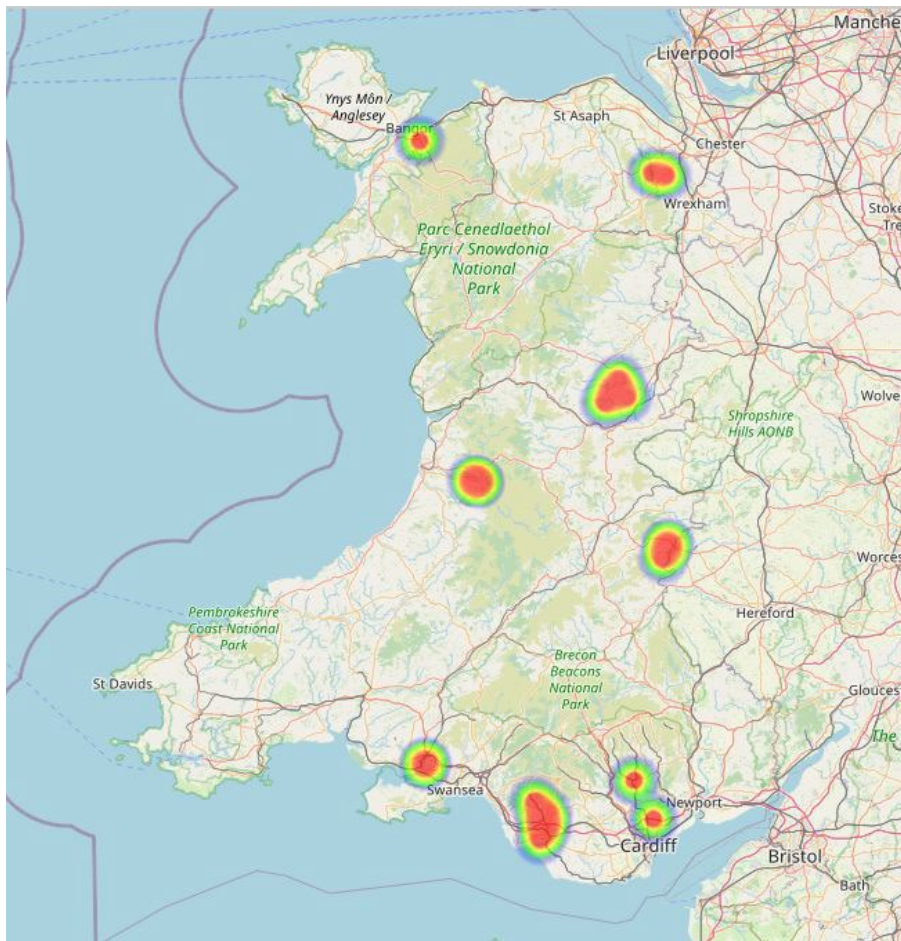 Manche
Liverpool
Ynys Môn /
Anglesey
Bangor
St Asaph
Chester
Wrexham
Stoke
Tre
Parc Cenedlaethol
Eryri / Snowdonia
National
Park
Wolve
Shropshire
Hills AONB
Worces
Hereford
Pembrokeshire
Coast National
Park
Brecon
Beacons
National
Park
St Davids
Glouces
The
Swansea
Newport
Cardiff
Bristol
Bath